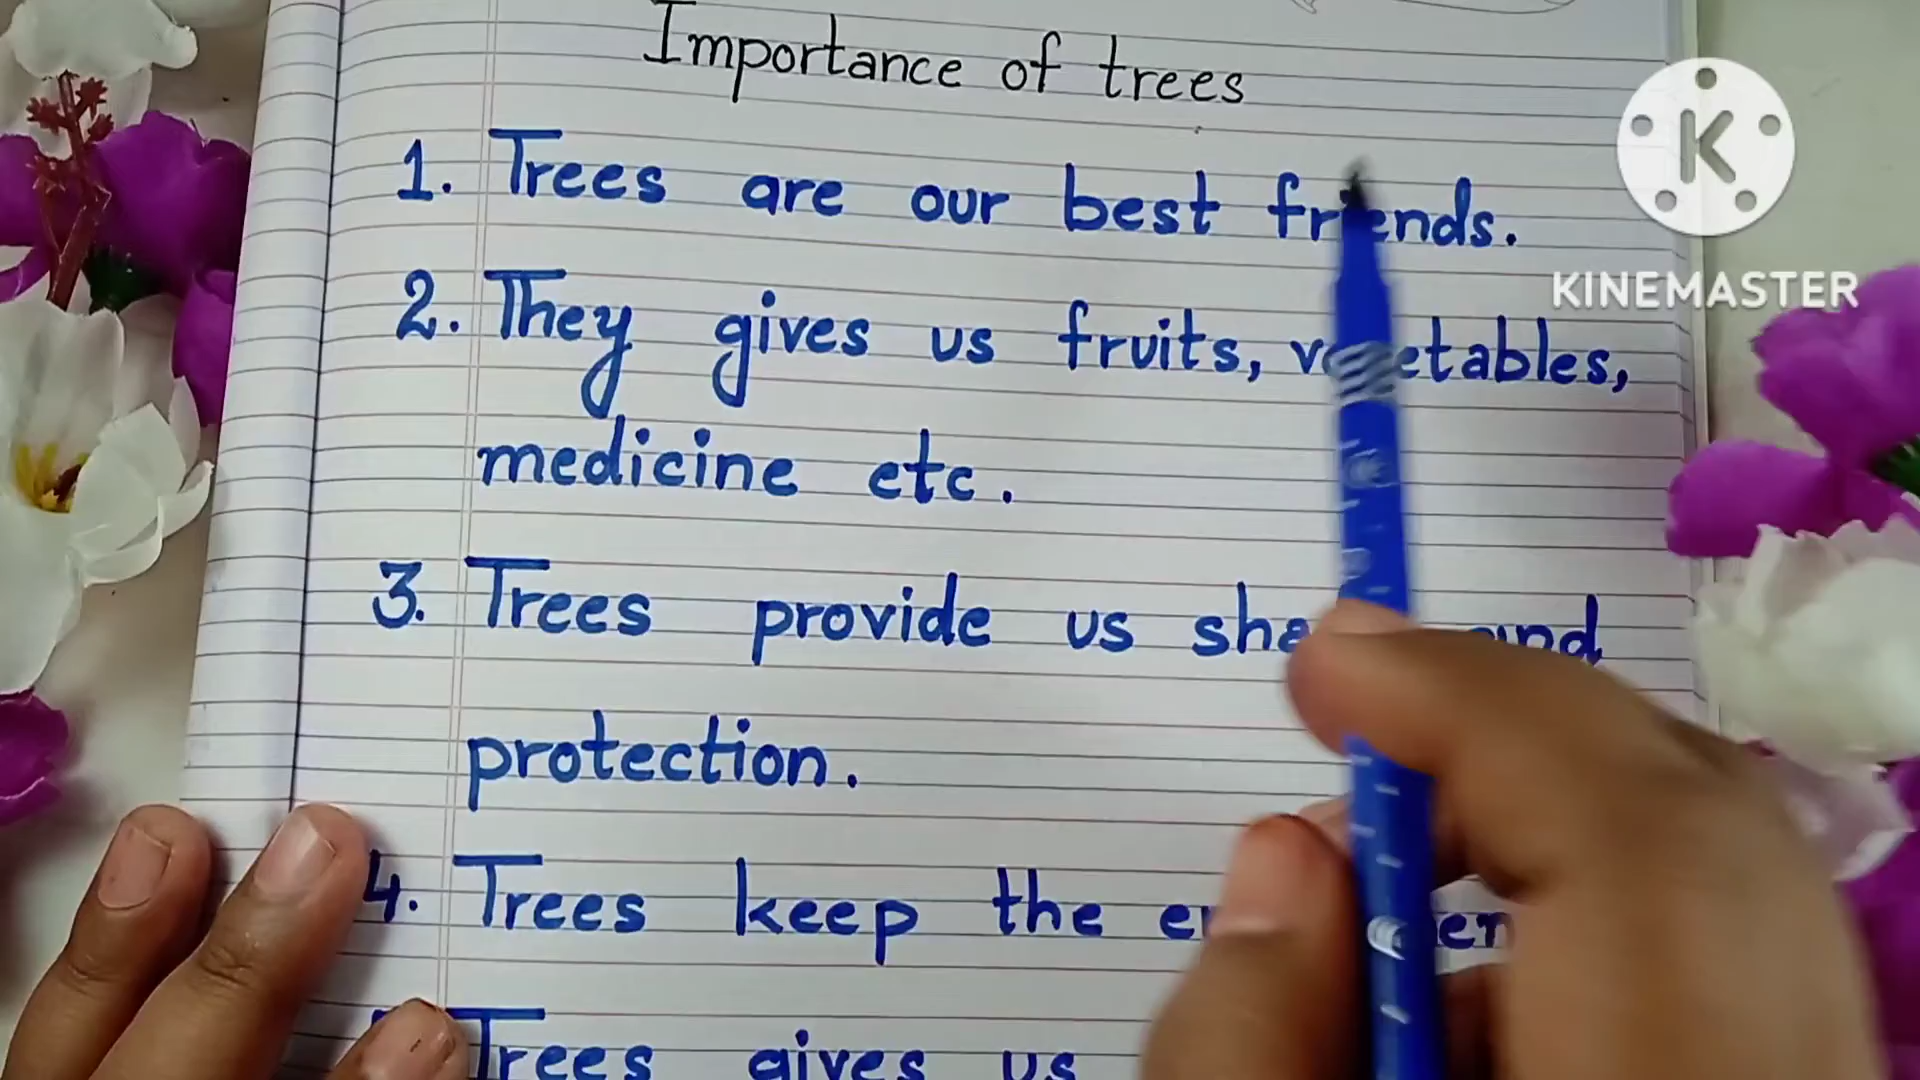 Importance of trees
1. Trees are our best friends.
2. They gives us fruits, vegetables,
medicine etc.
3. Trees provide us and
protection.
4. Trees keep the
Trees gives us
K
KINEMASTER